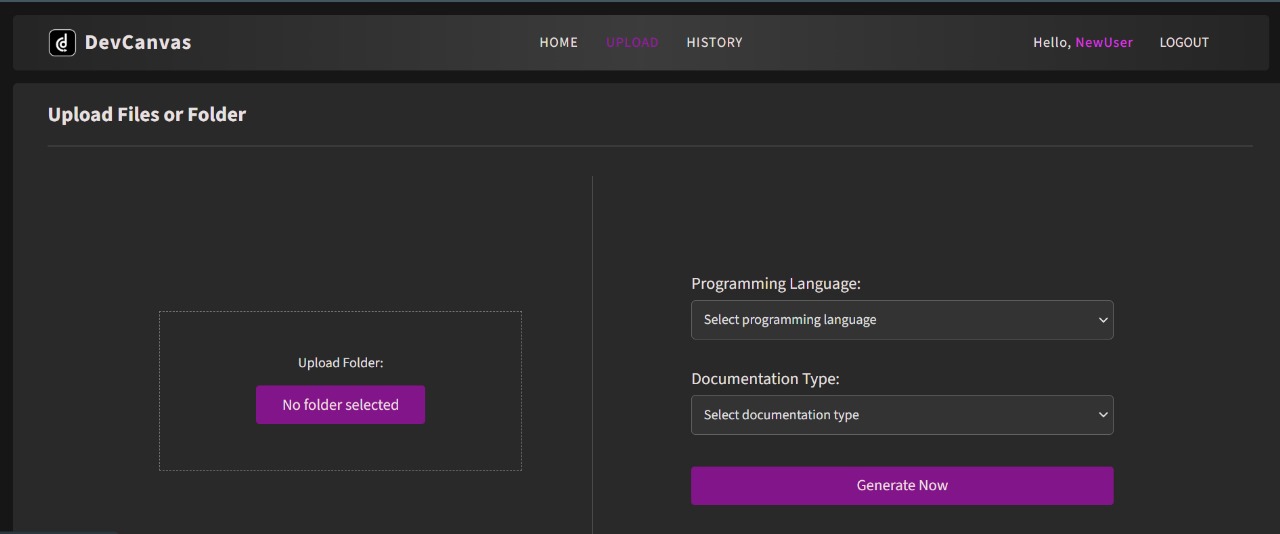 DevCanvas HOME UPLOAD HISTORY Hello, NewUser LOGOUT
Upload Files or Folder
Upload Folder:
No folder selected
Programming Language:
Select programming language
Documentation Type:
Select documentation type
Generate Now